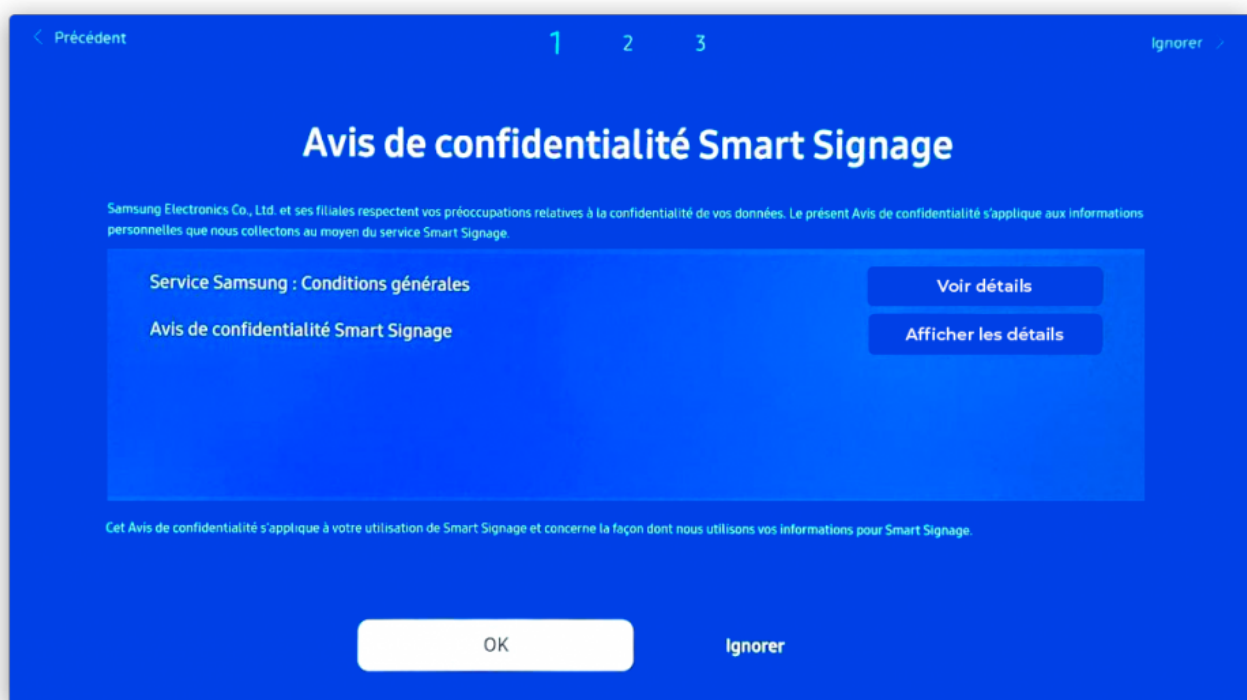 Précédent
1 2 3
Ignorer
Avis de confidentialité Smart Signage
Samsung Electronics Co., Ltd. et ses filiales respectent vos préoccupations relatives à la confidentialité de vos données. Le présent Avis de confidentialité s'applique aux informations
personnelles que nous collectons au moyen du service Smart Signage.
Service Samsung : Conditions générales
Voir détails
Avis de confidentialité Smart Signage
Afficher les détails
Cet Avis de confidentialité s'applique à votre utilisation de Smart Signage et concerne la façon dont nous utilisons vos informations pour Smart Signage.
OK
Ignorer